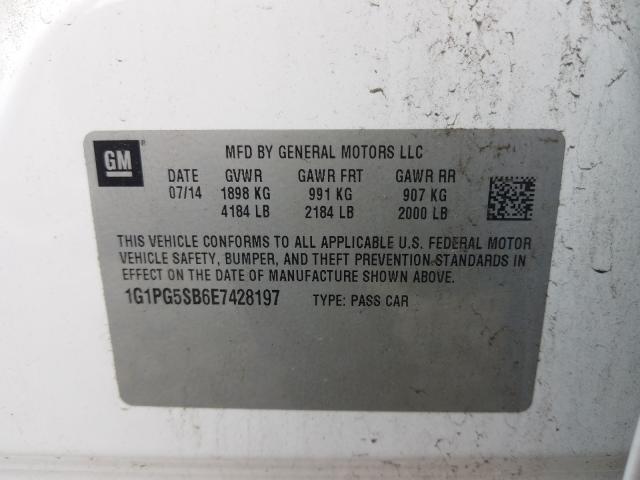 GM ®
MFD BY GENERAL MOTORS LLC
DATE GVWR GAWR FRT GAWR RR
07/14 1898 KG 991 KG 907 KG
4184 LB 2184 LB 2000 LB
THIS VEHICLE CONFORMS TO ALL APPLICABLE U.S. FEDERAL MOTOR
VEHICLE SAFETY, BUMPER, AND THEFT PREVENTION STANDARDS IN
EFFECT ON THE DATE OF MANUFACTURE SHOWN ABOVE.
1G1PG5SB6E7428197 TYPE: PASS CAR